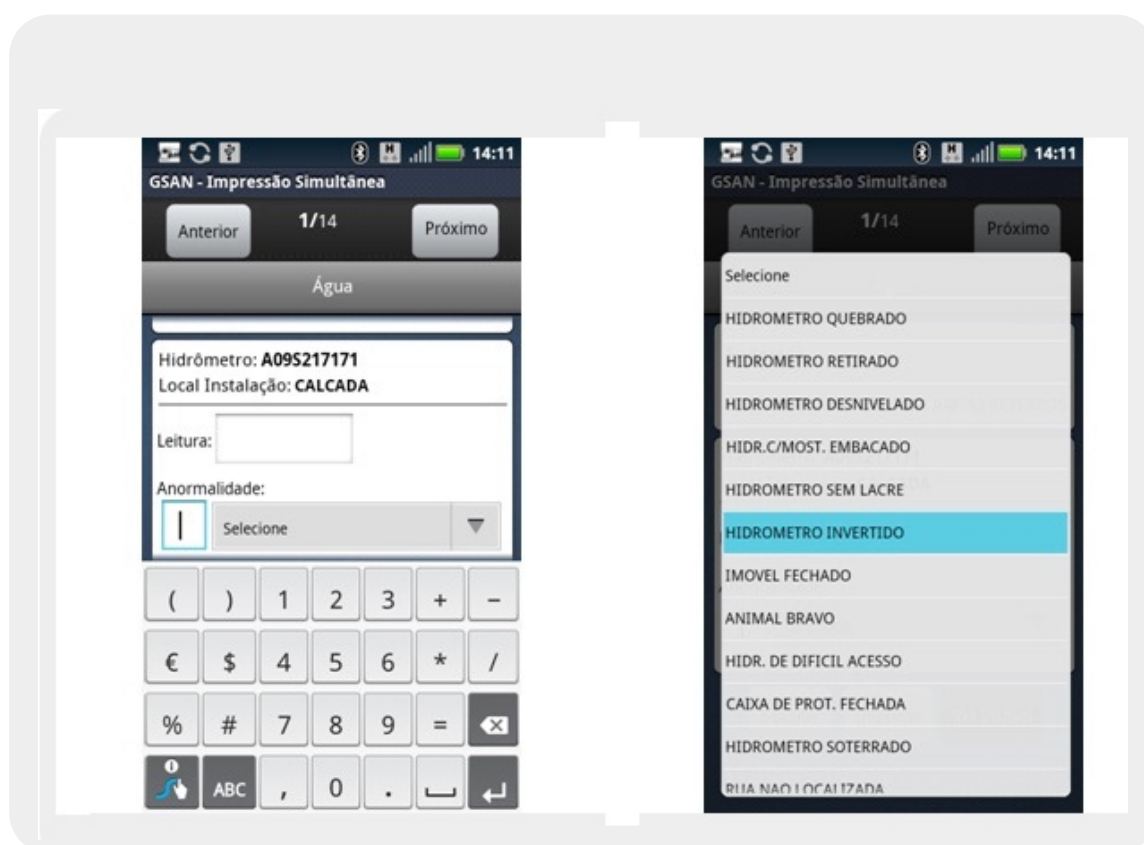 14:11
GSAN - Impressão Simultânea
Anterior 1/14 Próximo
Água
Hidrômetro: A09S217171
Local Instalação: CALCADA
Leitura:
Anormalidade:
Selecione
( ) 1 2 3 + -
€ $ 4 5 6 * /
% # 7 8 9 =
ABC , 0 .
14:11
GSAN - Impressão Simultânea
Anterior 1/14 Próximo
Selecione
HIDROMETRO QUEBRADO
HIDROMETRO RETIRADO
HIDROMETRO DESNIVELADO
HIDR.C/MOST. EMBACADO
HIDROMETRO SEM LACRE
HIDROMETRO INVERTIDO
IMOVEL FECHADO
ANIMAL BRAVO
HIDR. DE DIFICIL ACESSO
CAIXA DE PROT. FECHADA
HIDROMETRO SOTERRADO
RUA NAO LOCALIZADA